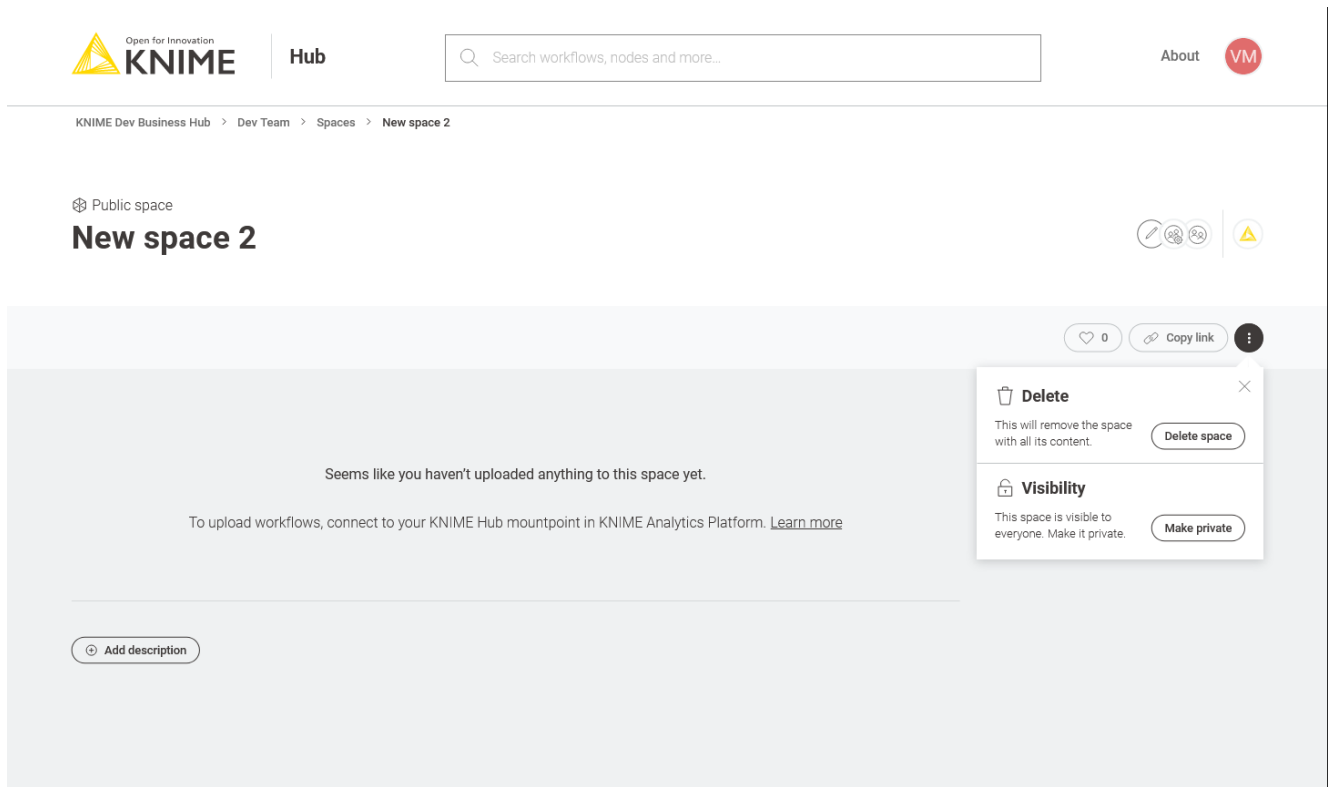 Open for Innovation
KNIME
Hub
Search workflows, nodes and more...
About
VM
KNIME Dev Business Hub > Dev Team > Spaces > New space 2
Public space
New space 2
0
Copy link
Delete
This will remove the space
with all its content.
Delete space
Visibility
This space is visible to
everyone. Make it private.
Make private
Seems like you haven’t uploaded anything to this space yet.
To upload workflows, connect to your KNIME Hub mountpoint in KNIME Analytics Platform. Learn more
Add description